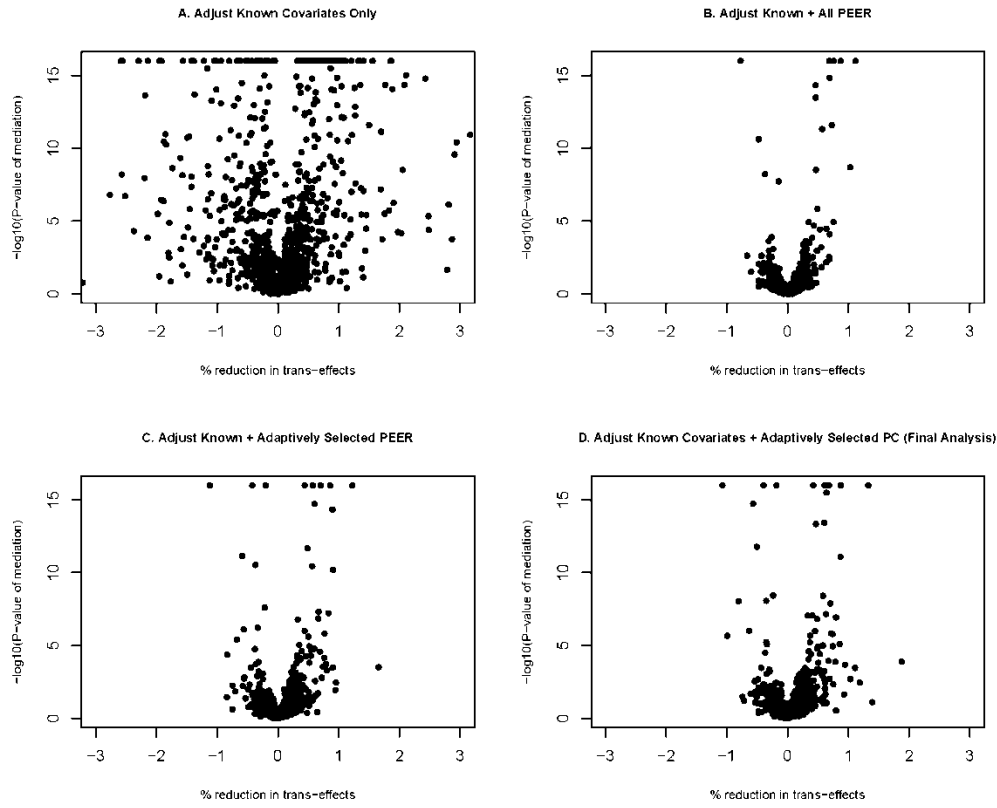 A. Adjust Known Covariates Only
−log10(P−value of mediation)
15
10
5
0
−3 −2 −1 0 1 2 3
% reduction in trans−effects
B. Adjust Known + All PEER
−log10(P−value of mediation)
15
10
5
0
−3 −2 −1 0 1 2 3
% reduction in trans−effects
C. Adjust Known + Adaptively Selected PEER
−log10(P−value of mediation)
15
10
5
0
−3 −2 −1 0 1 2 3
% reduction in trans−effects
D. Adjust Known Covariates + Adaptively Selected PC (Final Analysis)
−log10(P−value of mediation)
15
10
5
0
−3 −2 −1 0 1 2 3
% reduction in trans−effects